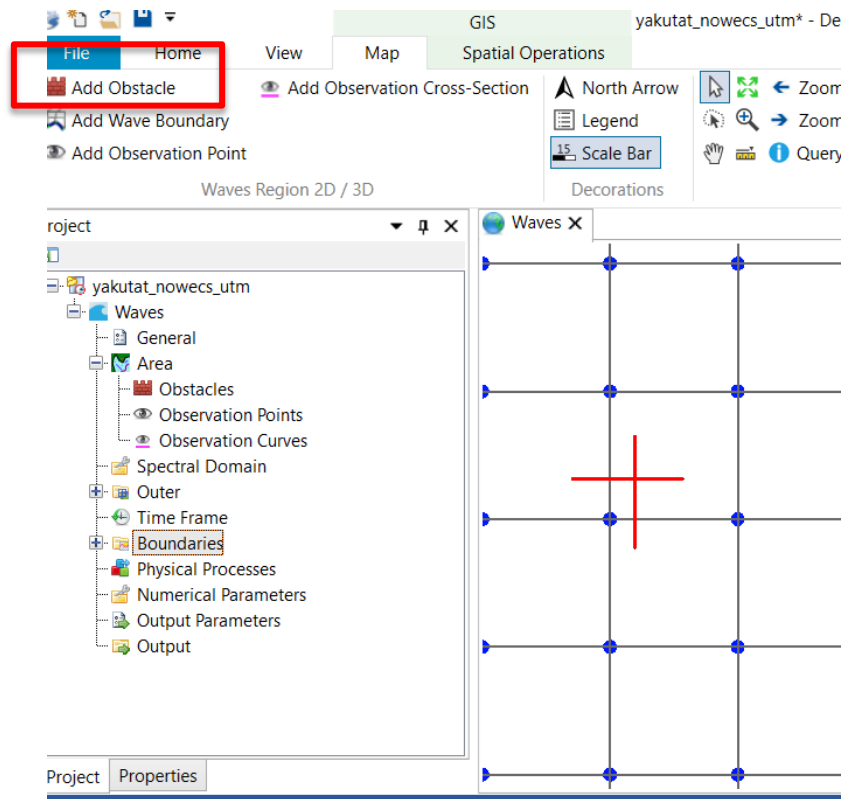 GIS yakutat_nowecs_utm* - De
File Home View Map Spatial Operations
Add Obstacle Add Observation Cross-Section North Arrow Zoom
Add Wave Boundary Legend Zoom
Add Observation Point 15 Scale Bar Query
Waves Region 2D / 3D Decorations
roject Waves
yakutat_nowecs_utm
Waves
General
Area
Obstacles
Observation Points
Observation Curves
Spectral Domain
Outer
Time Frame
Boundaries
Physical Processes
Numerical Parameters
Output Parameters
Output
Project Properties